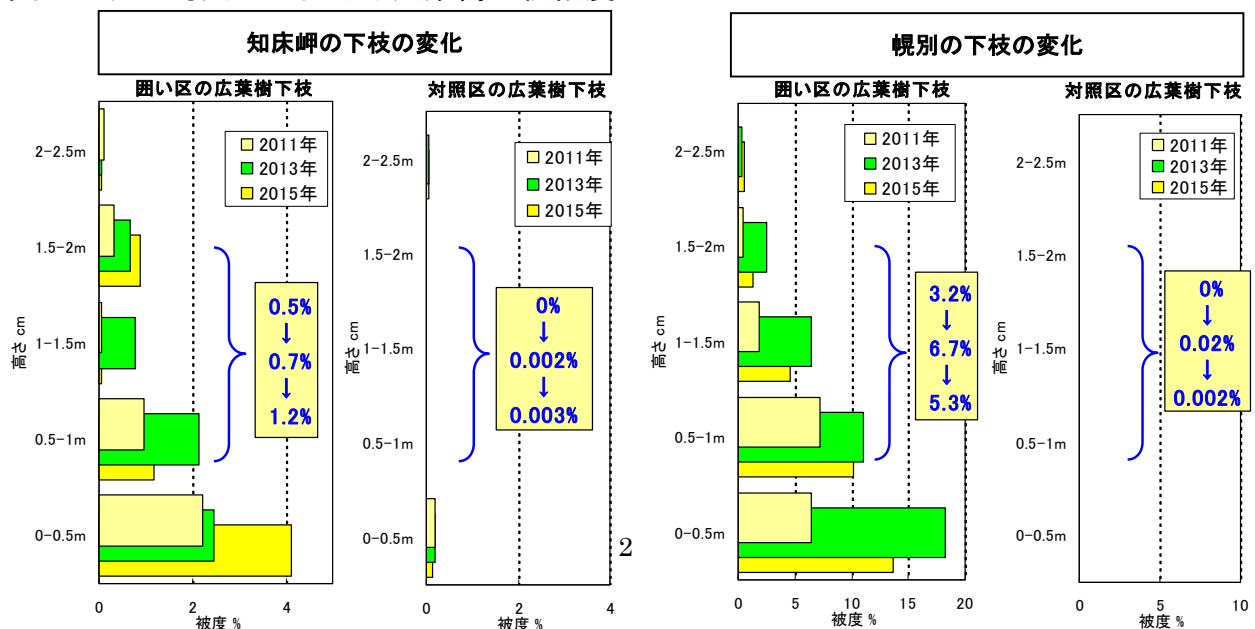 知床岬の下枝の変化
囲い区の広葉樹下枝
2-2.5m
1.5-2m
1-1.5m
0.5-1m
0-0.5m
高さ cm
2011年
2013年
2015年
0.5%
↓
0.7%
↓
1.2%
0
2
4
被度 %
対照区の広葉樹下枝
2-2.5m
1.5-2m
1-1.5m
0.5-1m
0-0.5m
高さ cm
2011年
2013年
2015年
0%
↓
0.002%
↓
0.003%
0
2
4
被度 %
2
幌別の下枝の変化
囲い区の広葉樹下枝
2-2.5m
1.5-2m
1-1.5m
0.5-1m
0-0.5m
高さ cm
2011年
2013年
2015年
3.2%
↓
6.7%
↓
5.3%
0
5
10
15
20
被度 %
対照区の広葉樹下枝
2-2.5m
1.5-2m
1-1.5m
0.5-1m
0-0.5m
高さ cm
2011年
2013年
2015年
0%
↓
0.02%
↓
0.002%
0
5
10
被度 %